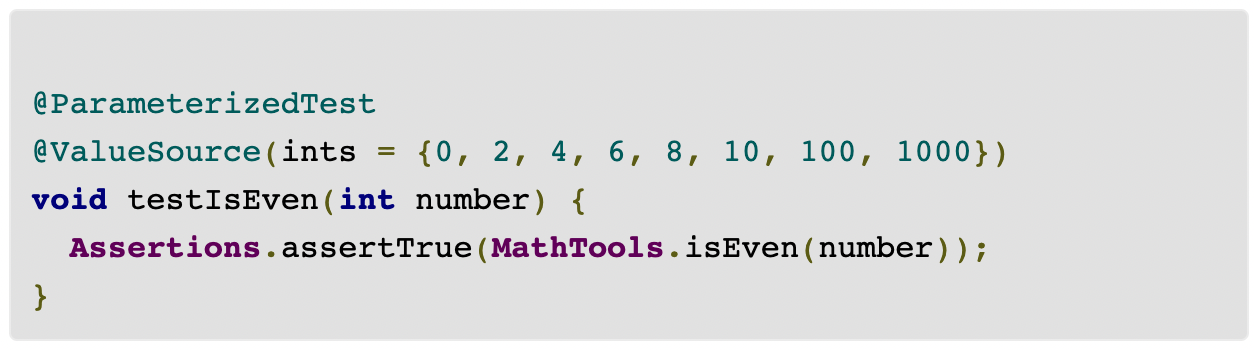 @ParameterizedTest
@ValueSource(ints = {0, 2, 4, 6, 8, 10, 100, 1000})
void testIsEven(int number) {
  Assertions.assertTrue(MathTools.isEven(number));
}